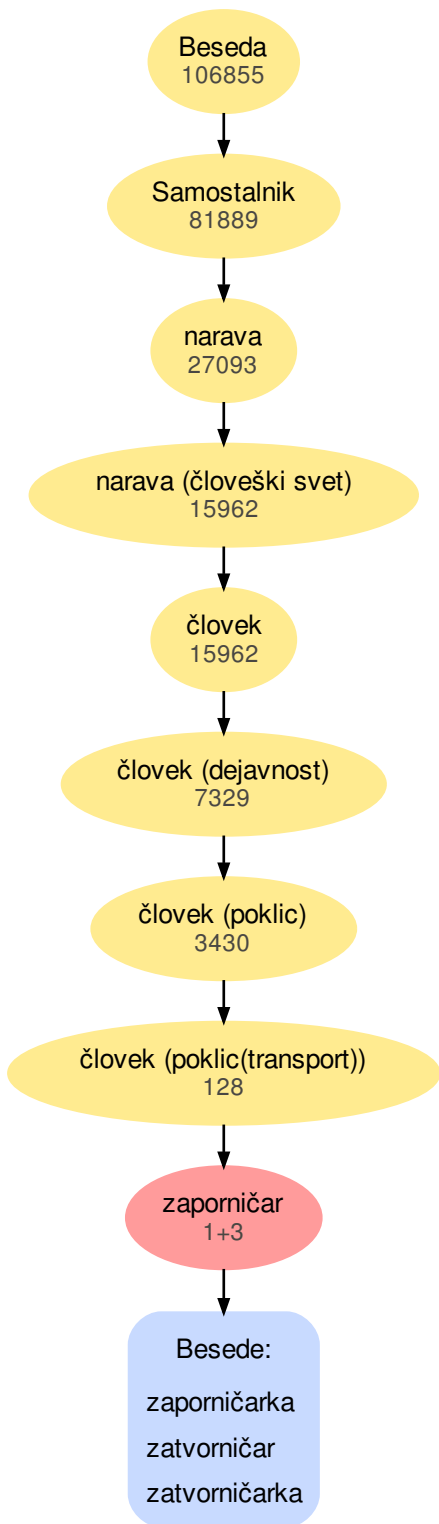 Beseda
106855
Samostalnik
81889
narava
27093
narava (človeški svet)
15962
človek
15962
človek (dejavnost)
7329
človek (poklic)
3430
človek (poklic(transport))
128
zaporničar
1+3
Besede:
zaporničarka
zatvorničar
zatvorničarka